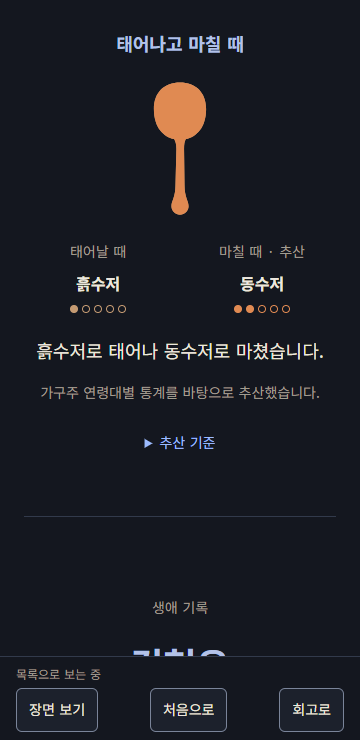 태어나고 마칠 때
태어날 때
마칠 때 · 추산
흙수저
동수저
흙수저로 태어나 동수저로 마쳤습니다.
가구주 연령대별 통계를 바탕으로 추산했습니다.
▶ 추산 기준
생애 기록
목록으로 보는 중
장면 보기
처음으로
회고로